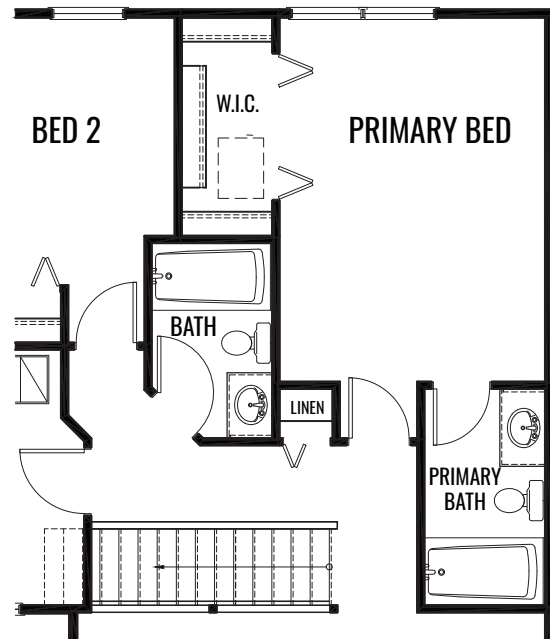 W.I.C.
BED 2
PRIMARY BED
BATH
LINEN
PRIMARY
BATH